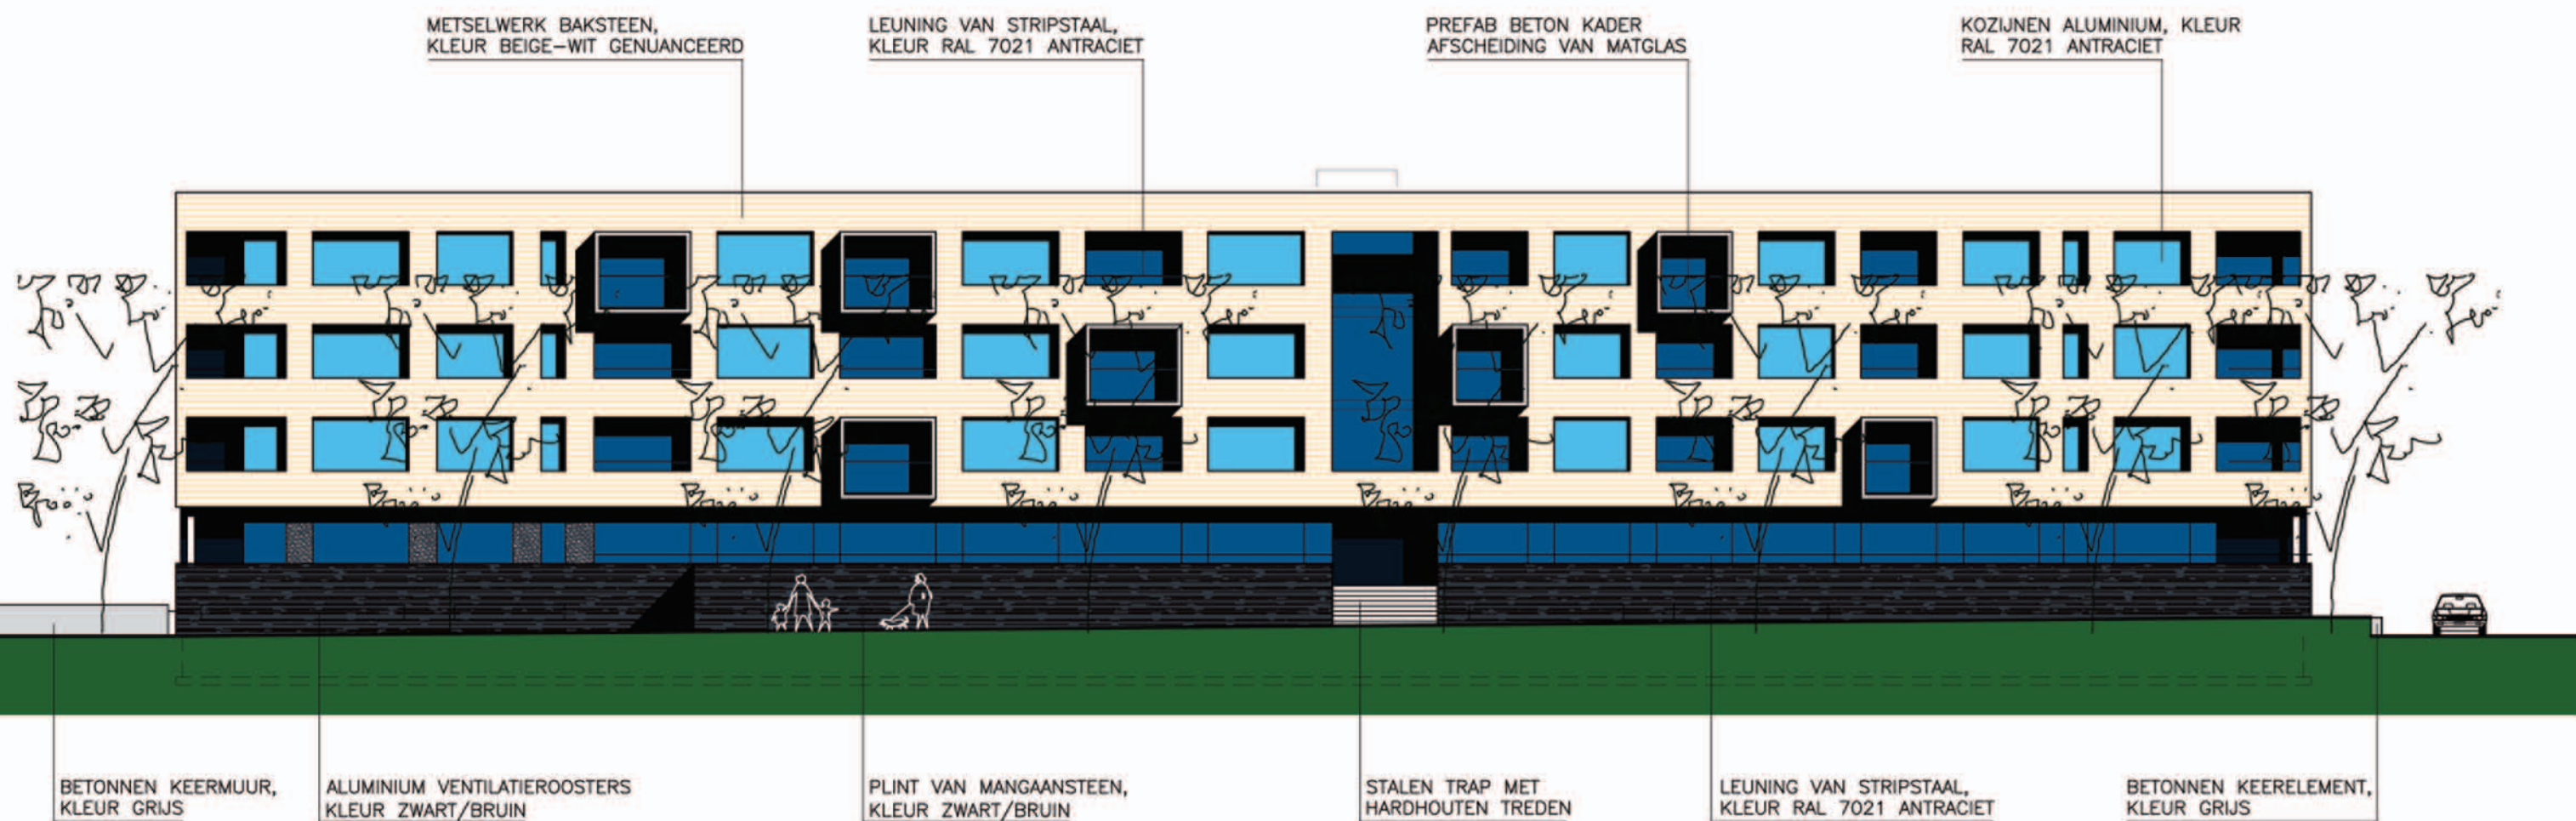 METSELWERK BAKSTEEN,
KLEUR BEIGE-WIT GENUANCEERD
LEUNING VAN STRIPSTAAL,
KLEUR RAL 7021 ANTRACIET
PREFAB BETON KADER
AFSCHEIDING VAN MATGLAS
KOZIJNEN ALUMINIUM, KLEUR
RAL 7021 ANTRACIET
BETONNEN KEERMUUR,
KLEUR GRIJS
ALUMINIUM VENTILATIEROOSTERS
KLEUR ZWART/BRUIN
PLINT VAN MANGAANSTEEN,
KLEUR ZWART/BRUIN
STALEN TRAP MET
HARDHOUTEN TREDEN
LEUNING VAN STRIPSTAAL,
KLEUR RAL 7021 ANTRACIET
BETONNEN KEERELEMENT,
KLEUR GRIJS